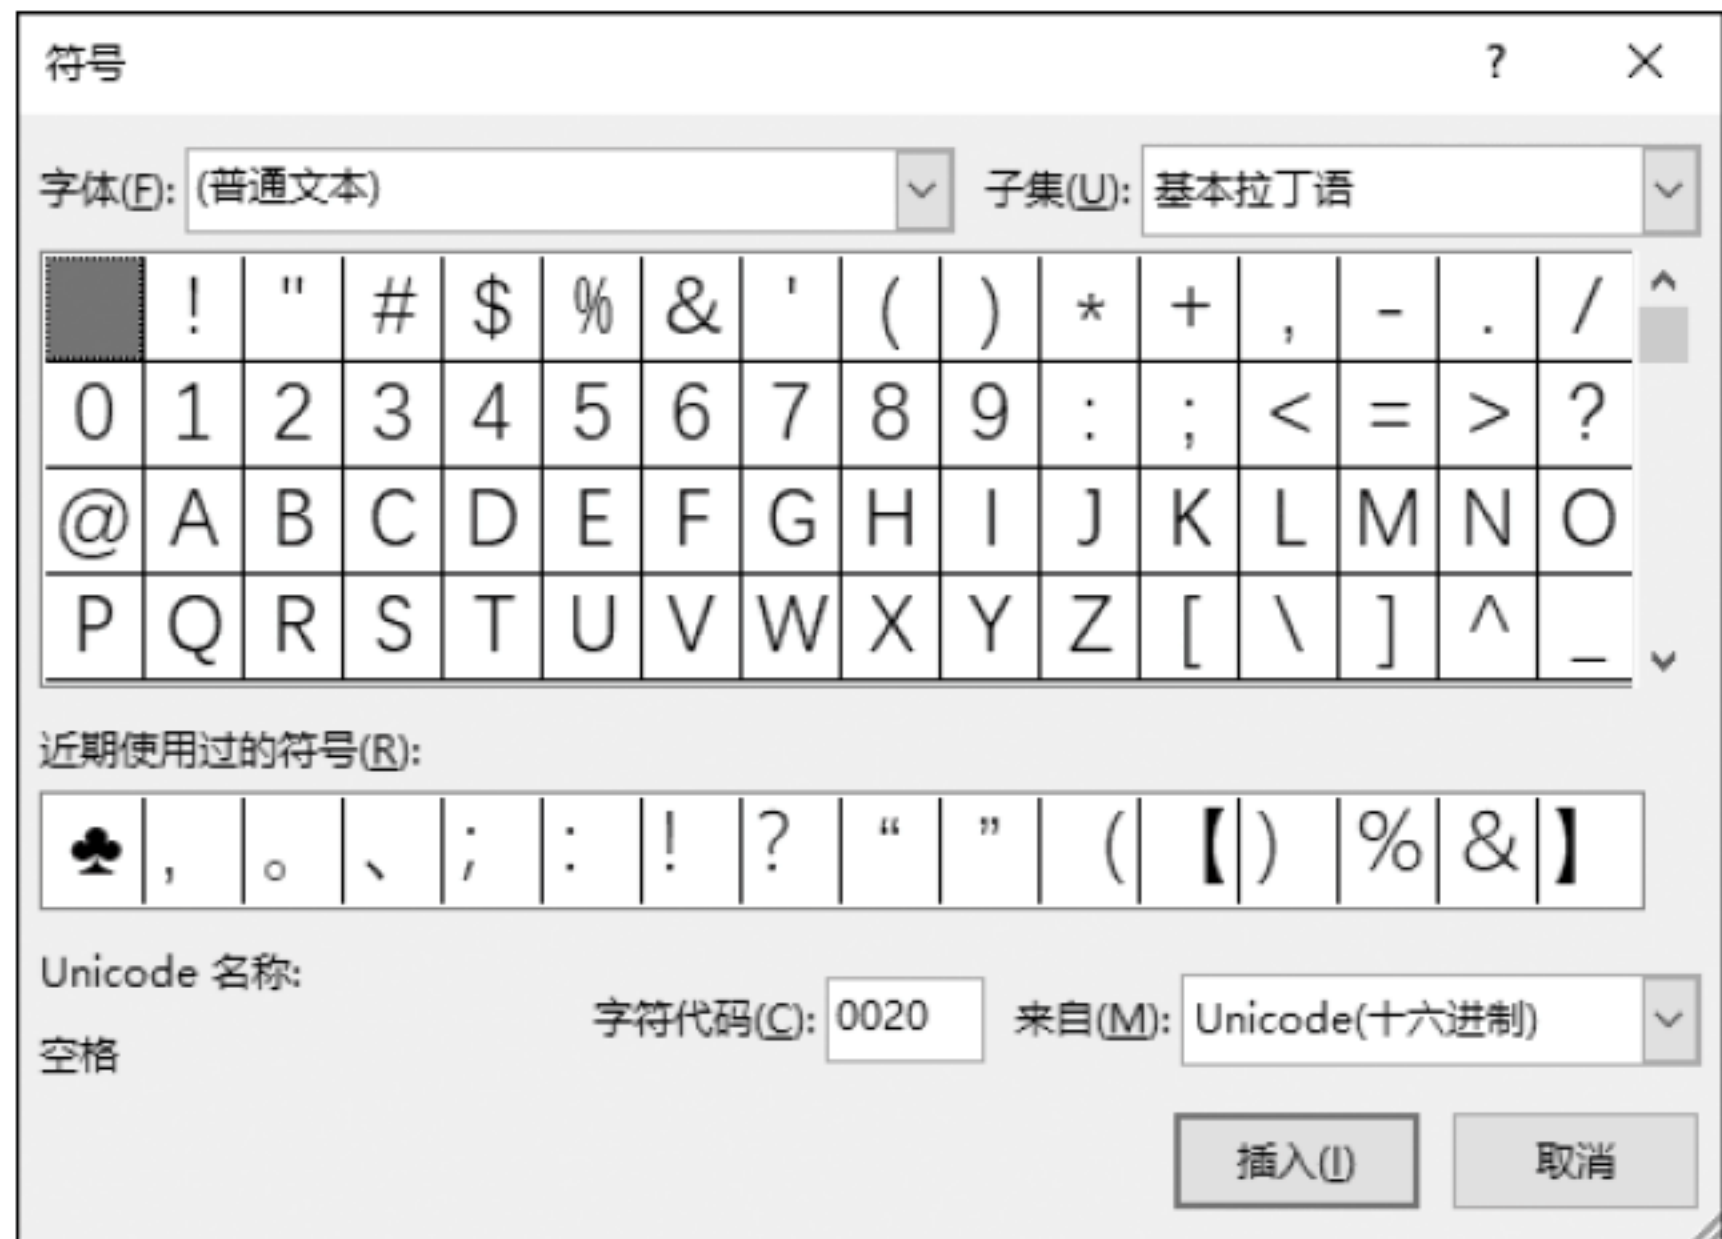 符号 ?
字体(F): (普通文本) 子集(U): 基本拉丁语
! " # $ % & ' ( ) * + , - . /
0 1 2 3 4 5 6 7 8 9 : ; < = > ?
@ A B C D E F G H I J K L M N O
P Q R S T U V W X Y Z [ \ ] ^ _
近期使用过的符号(R):
♣ , 。 、 ; : ! ? “ ” ( 【 ) % & 】
Unicode 名称:
字符代码(C): 0020 来自(M): Unicode(十六进制)
空格
插入(I) 取消